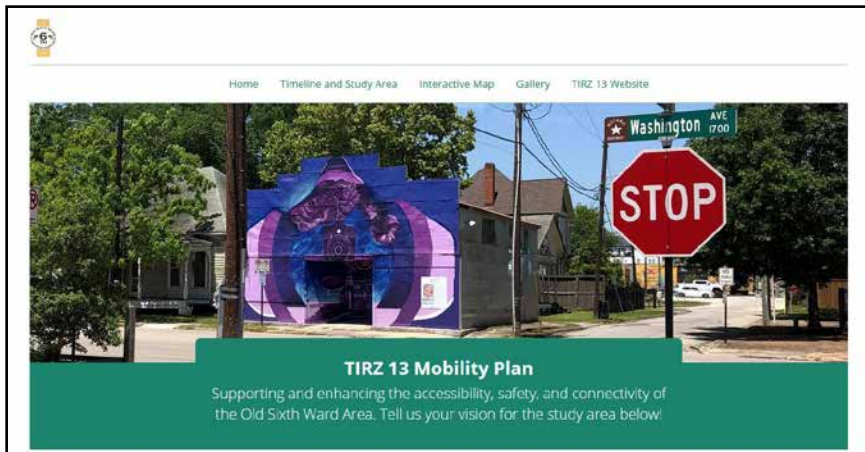 6
Home Timeline and Study Area Interactive Map Gallery TIRZ 13 Website
Washington AVE 1700
STOP
TIRZ 13 Mobility Plan
Supporting and enhancing the accessibility, safety, and connectivity of
the Old Sixth Ward Area. Tell us your vision for the study area below!